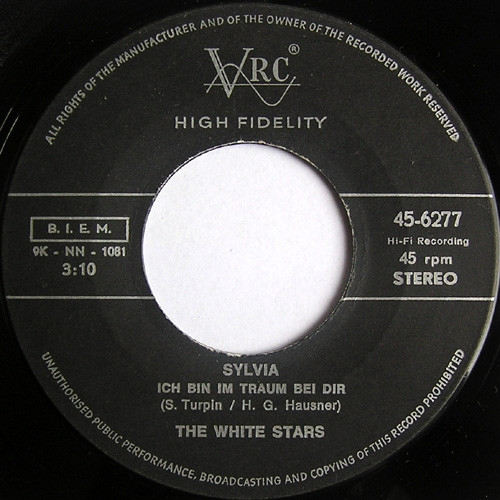 ALL RIGHTS OF THE MANUFACTURER AND OF THE OWNER OF THE RECORDED WORK RESERVED
VRC®
HIGH FIDELITY
B. I. E. M.
9K - NN - 1081
3:10
45-6277
Hi-Fi Recording
45 rpm
STEREO
SYLVIA
ICH BIN IM TRAUM BEI DIR
(S. Turpin / H. G. Hausner)
THE WHITE STARS
UNAUTHORISED PUBLIC PERFORMANCE, BROADCASTING AND COPYING OF THIS RECORD PROHIBITED